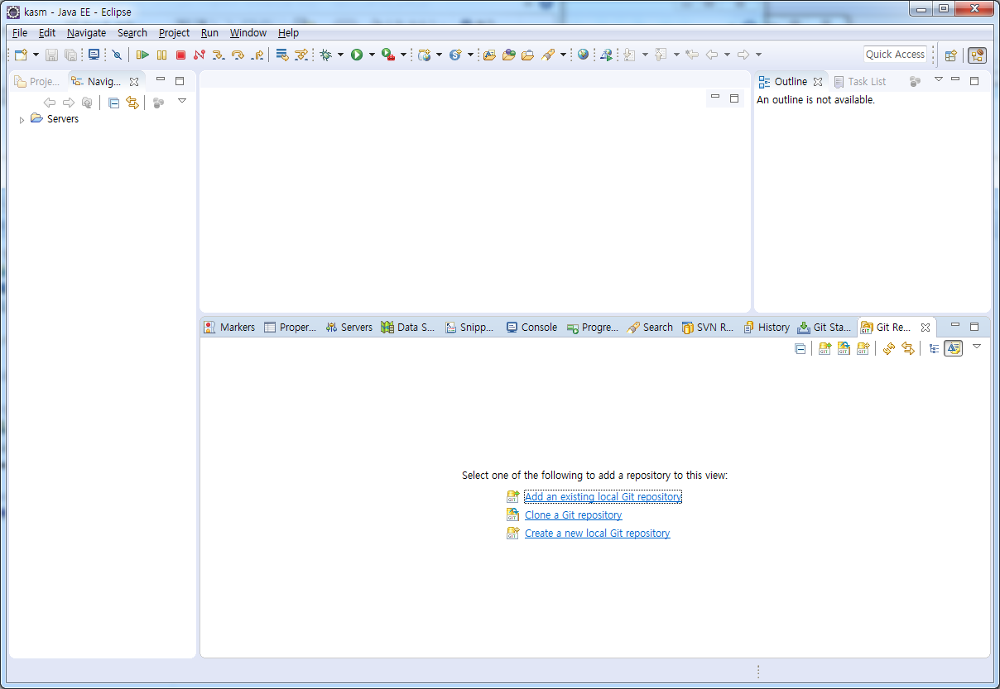 kasm - Java EE - Eclipse
File Edit Navigate Search Project Run Window Help
Quick Access
Proje... Navig...
Outline Task List
An outline is not available.
Servers
Markers Proper... Servers Data S... Snipp... Console Progre... Search SVN R... History Git Sta... Git Re...
Select one of the following to add a repository to this view:
Add an existing local Git repository
Clone a Git repository
Create a new local Git repository